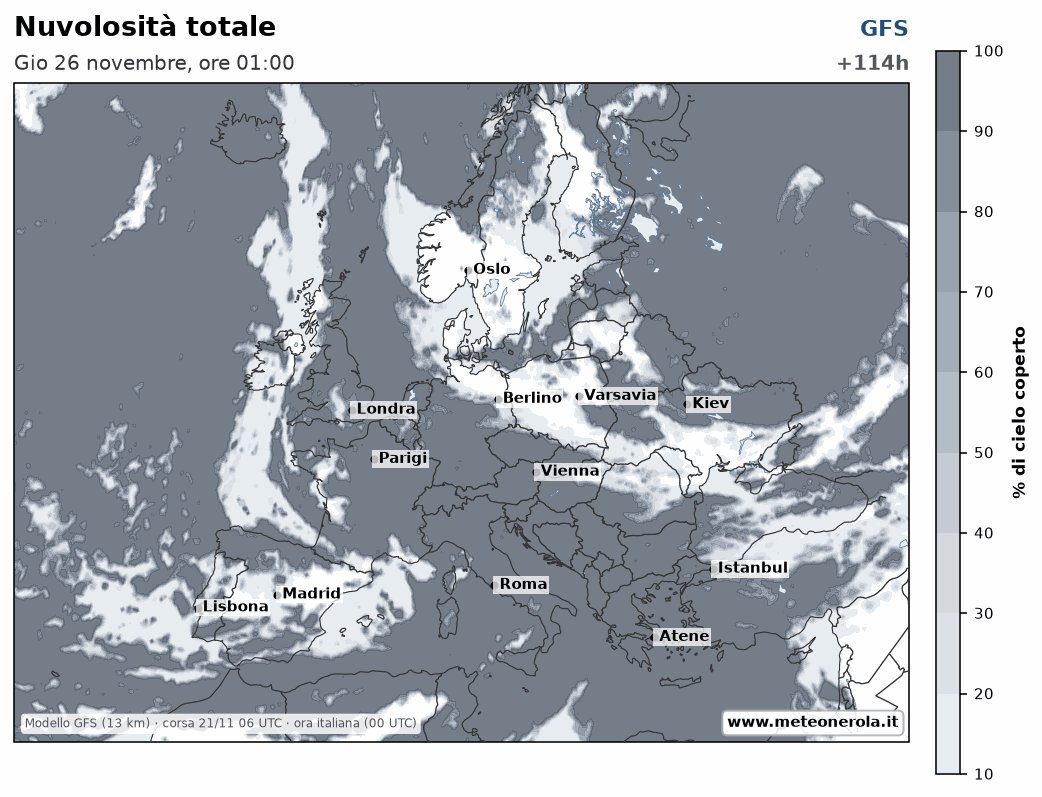 Nuvolosità totale
GFS
Gio 26 novembre, ore 01:00
+114h
100
90
80
70
60
50
40
30
20
10
% di cielo coperto
Oslo
Berlino
Varsavia
Kiev
Londra
Parigi
Vienna
Istanbul
Roma
Madrid
Lisbona
Atene
Modello GFS (13 km) · corsa 21/11 06 UTC · ora italiana (00 UTC)
www.meteonerola.it